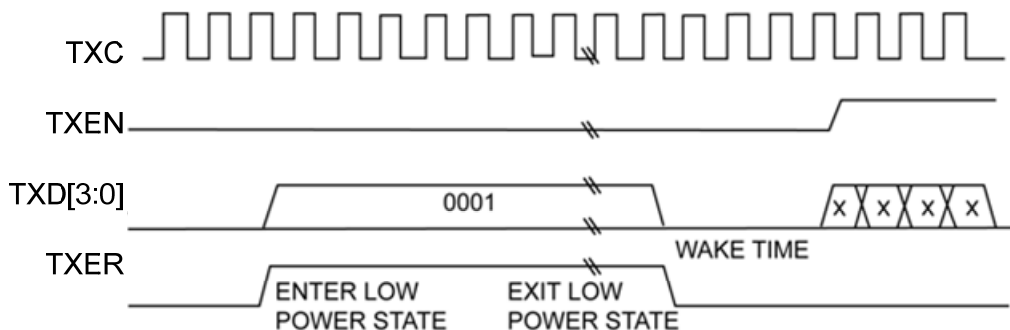 TXC
TXEN
TXD[3:0]
0001
X X X X
WAKE TIME
TXER
ENTER LOW
POWER STATE
EXIT LOW
POWER STATE